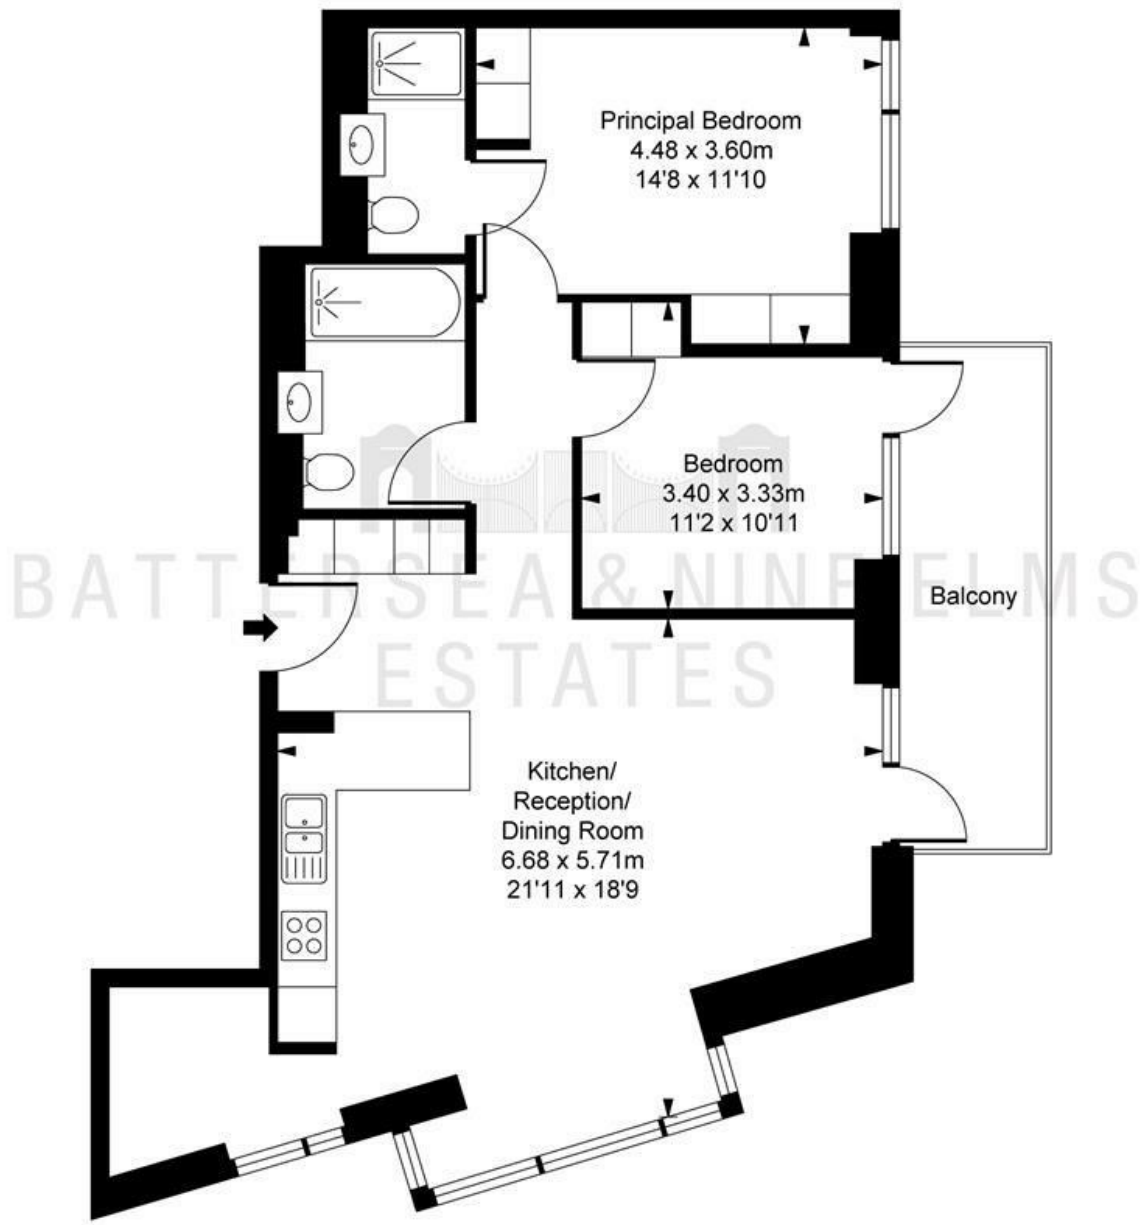 Principal Bedroom
4.48 x 3.60m
14'8 x 11'10
Bedroom
3.40 x 3.33m
11'2 x 10'11
BATTERSEA & NINE ELMS
ESTATES
Balcony
Kitchen/
Reception/
Dining Room
6.68 x 5.71m
21'11 x 18'9